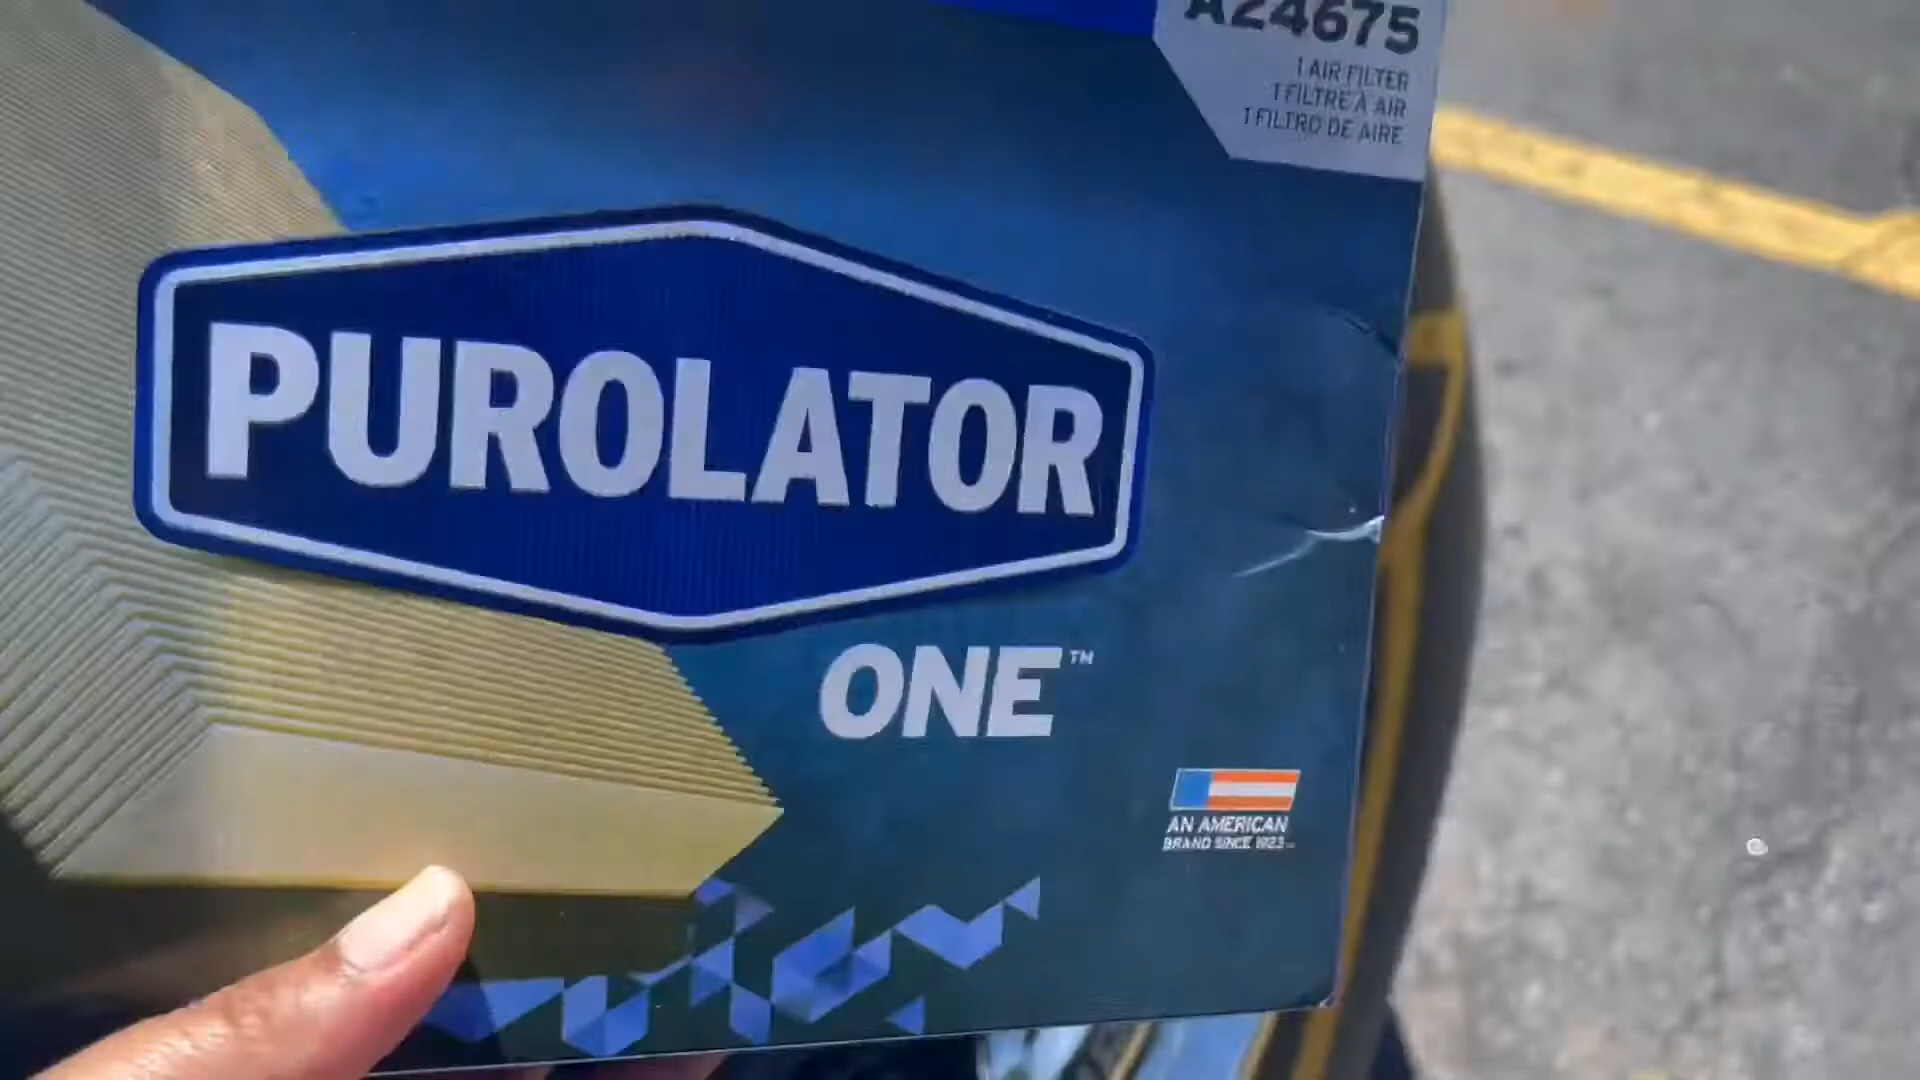 A24675
1 AIR FILTER
1 FILTRE À AIR
1 FILTRO DE AIRE
PUROLATOR
ONE™
AN AMERICAN
BRAND SINCE 1923